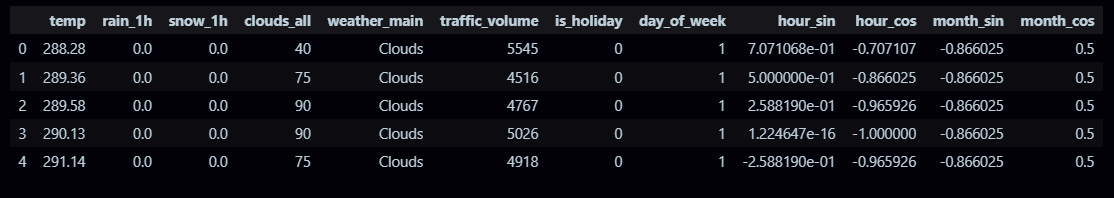 temp rain_1h snow_1h clouds_all weather_main traffic_volume is_holiday day_of_week hour_sin hour_cos month_sin month_cos
0 288.28 0.0 0.0 40 Clouds 5545 0 1 7.071068e-01 -0.707107 -0.866025 0.5
1 289.36 0.0 0.0 75 Clouds 4516 0 1 5.000000e-01 -0.866025 -0.866025 0.5
2 289.58 0.0 0.0 90 Clouds 4767 0 1 2.588190e-01 -0.965926 -0.866025 0.5
3 290.13 0.0 0.0 90 Clouds 5026 0 1 1.224647e-16 -1.000000 -0.866025 0.5
4 291.14 0.0 0.0 75 Clouds 4918 0 1 -2.588190e-01 -0.965926 -0.866025 0.5